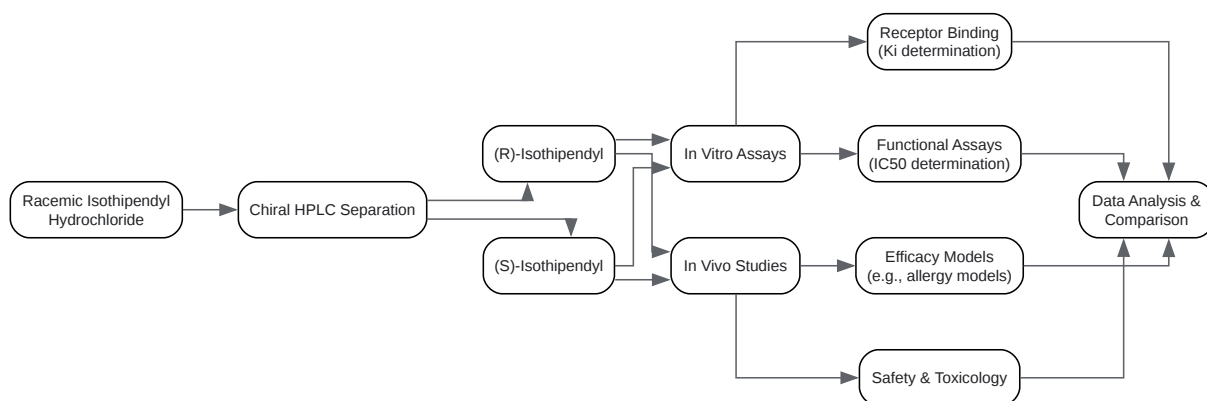 Racemic Isothipendyl
Hydrochloride
Chiral HPLC Separation
(R)-Isothipendyl
(S)-Isothipendyl
In Vitro Assays
In Vivo Studies
Receptor Binding
(Ki determination)
Functional Assays
(IC50 determination)
Efficacy Models
(e.g., allergy models)
Safety & Toxicology
Data Analysis &
Comparison